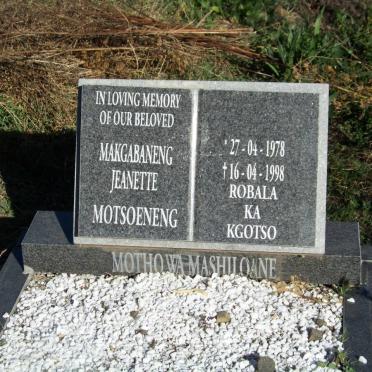 IN LOVING MEMORY
OF OUR BELOVED
MAKGABANENG
JEANETTE
MOTSOENENG
* 27 - 04 - 1978
† 16 - 04 - 1998
ROBALA
KA
KGOTSO
MOTHO WA MASHILOANE